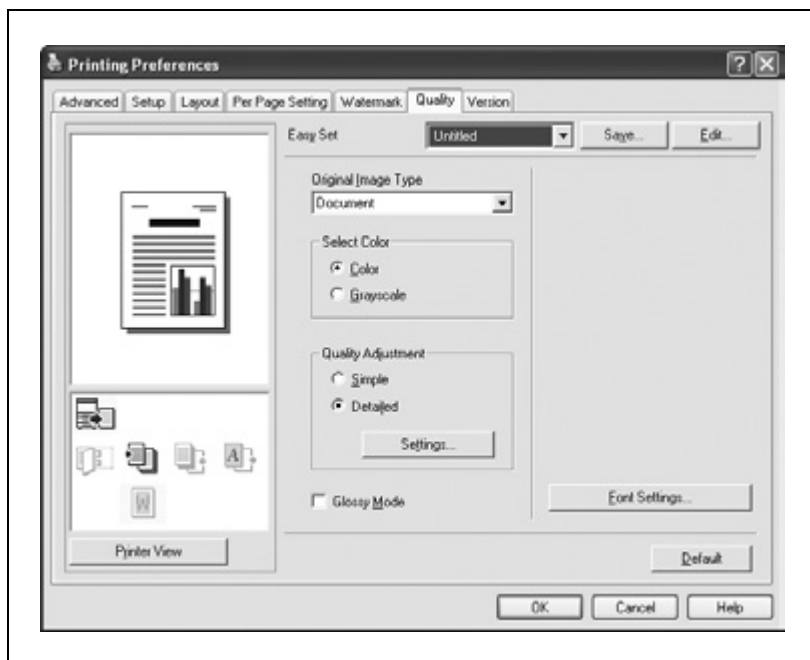 Printing Preferences
Advanced Setup Layout Per Page Setting Watermark Quality Version
Easy Set Untitled Save... Edit...
Original Image Type
Document
Select Color
Color
Grayscale
Quality Adjustment
Simple
Detailed
Settings...
Glossy Mode
Font Settings...
Printer View
Default
OK Cancel Help
A
W